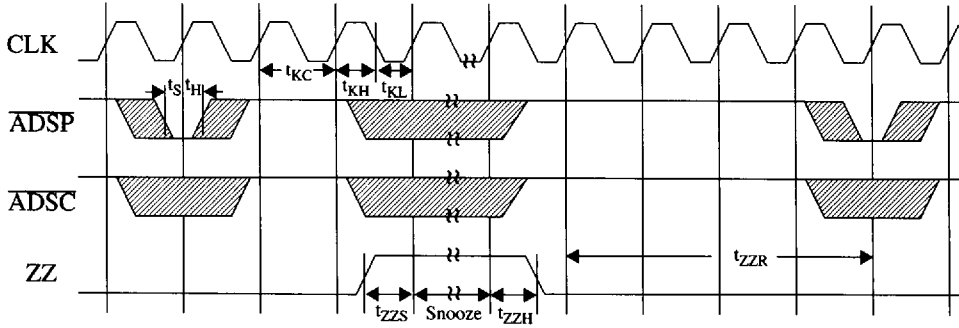 CLK
tKC
tKH
tKL
tS
tH
ADSP
ADSC
ZZ
tZZS
Snooze
tZZH
tZZR